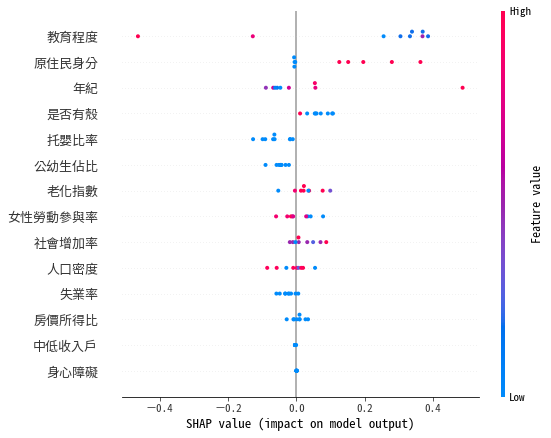 High
教育程度
原住民身分
年紀
是否有殼
托嬰比率
公幼生佔比
老化指數
女性勞動參與率
社會增加率
人口密度
失業率
房價所得比
中低收入戶
身心障礙
Feature value
Low
−0.4 −0.2 0.0 0.2 0.4
SHAP value (impact on model output)